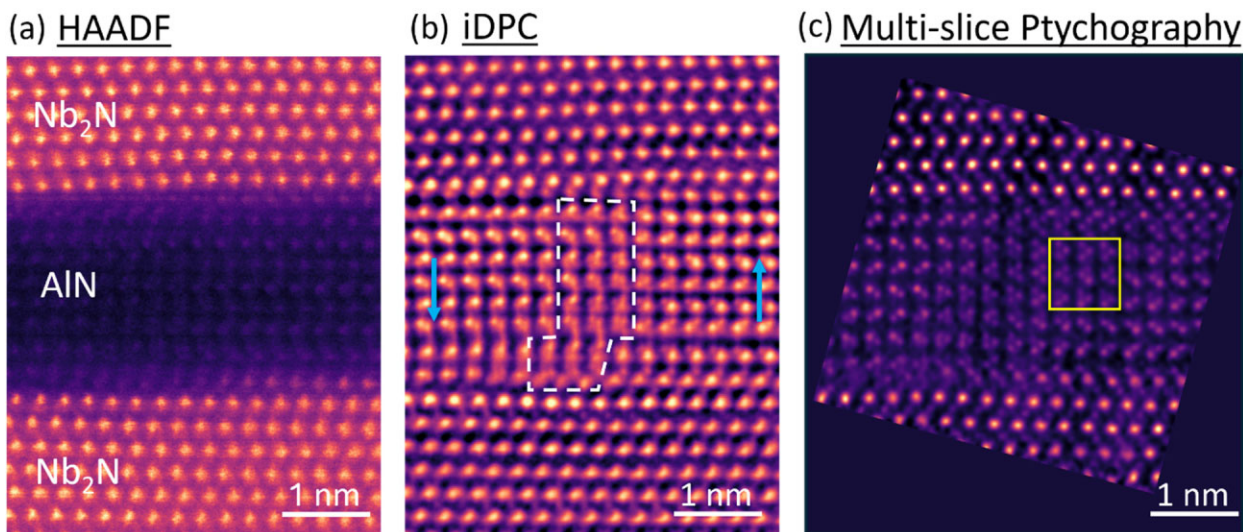 (a) HAADF
(b) iDPC
(c) Multi-slice Ptychography
Nb₂N
AlN
Nb₂N
1 nm
1 nm
1 nm